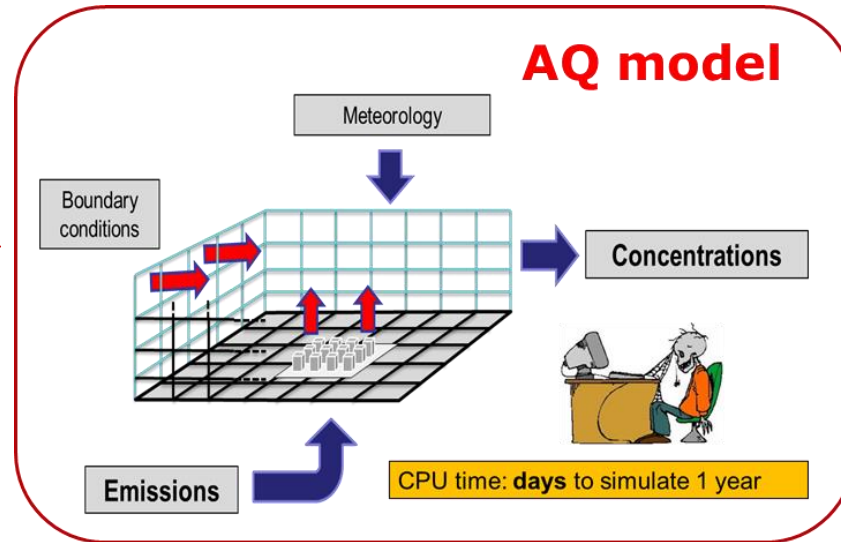 AQ model
Meteorology
Boundary
conditions
Concentrations
Emissions
CPU time: days to simulate 1 year